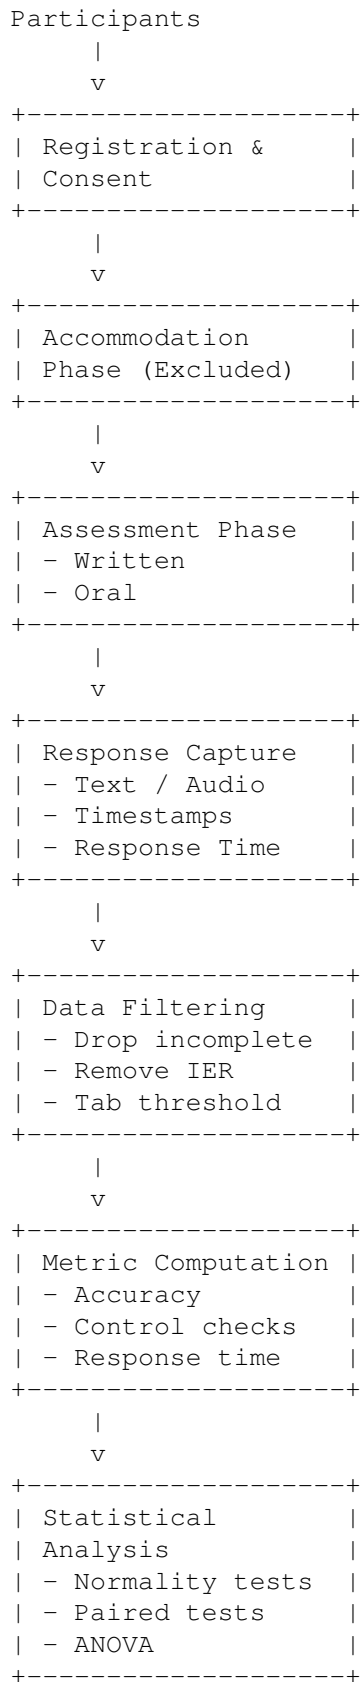 Participants
|
v
+--------------------+
| Registration &     |
| Consent            |
+--------------------+
|
v
+--------------------+
| Accommodation      |
| Phase (Excluded)   |
+--------------------+
|
v
+--------------------+
| Assessment Phase   |
| - Written          |
| - Oral             |
+--------------------+
|
v
+--------------------+
| Response Capture   |
| - Text / Audio     |
| - Timestamps       |
| - Response Time    |
+--------------------+
|
v
+--------------------+
| Data Filtering     |
| - Drop incomplete  |
| - Remove IER       |
| - Tab threshold    |
+--------------------+
|
v
+--------------------+
| Metric Computation |
| - Accuracy         |
| - Control checks   |
| - Response time    |
+--------------------+
|
v
+--------------------+
| Statistical        |
| Analysis           |
| - Normality tests  |
| - Paired tests     |
| - ANOVA            |
+--------------------+